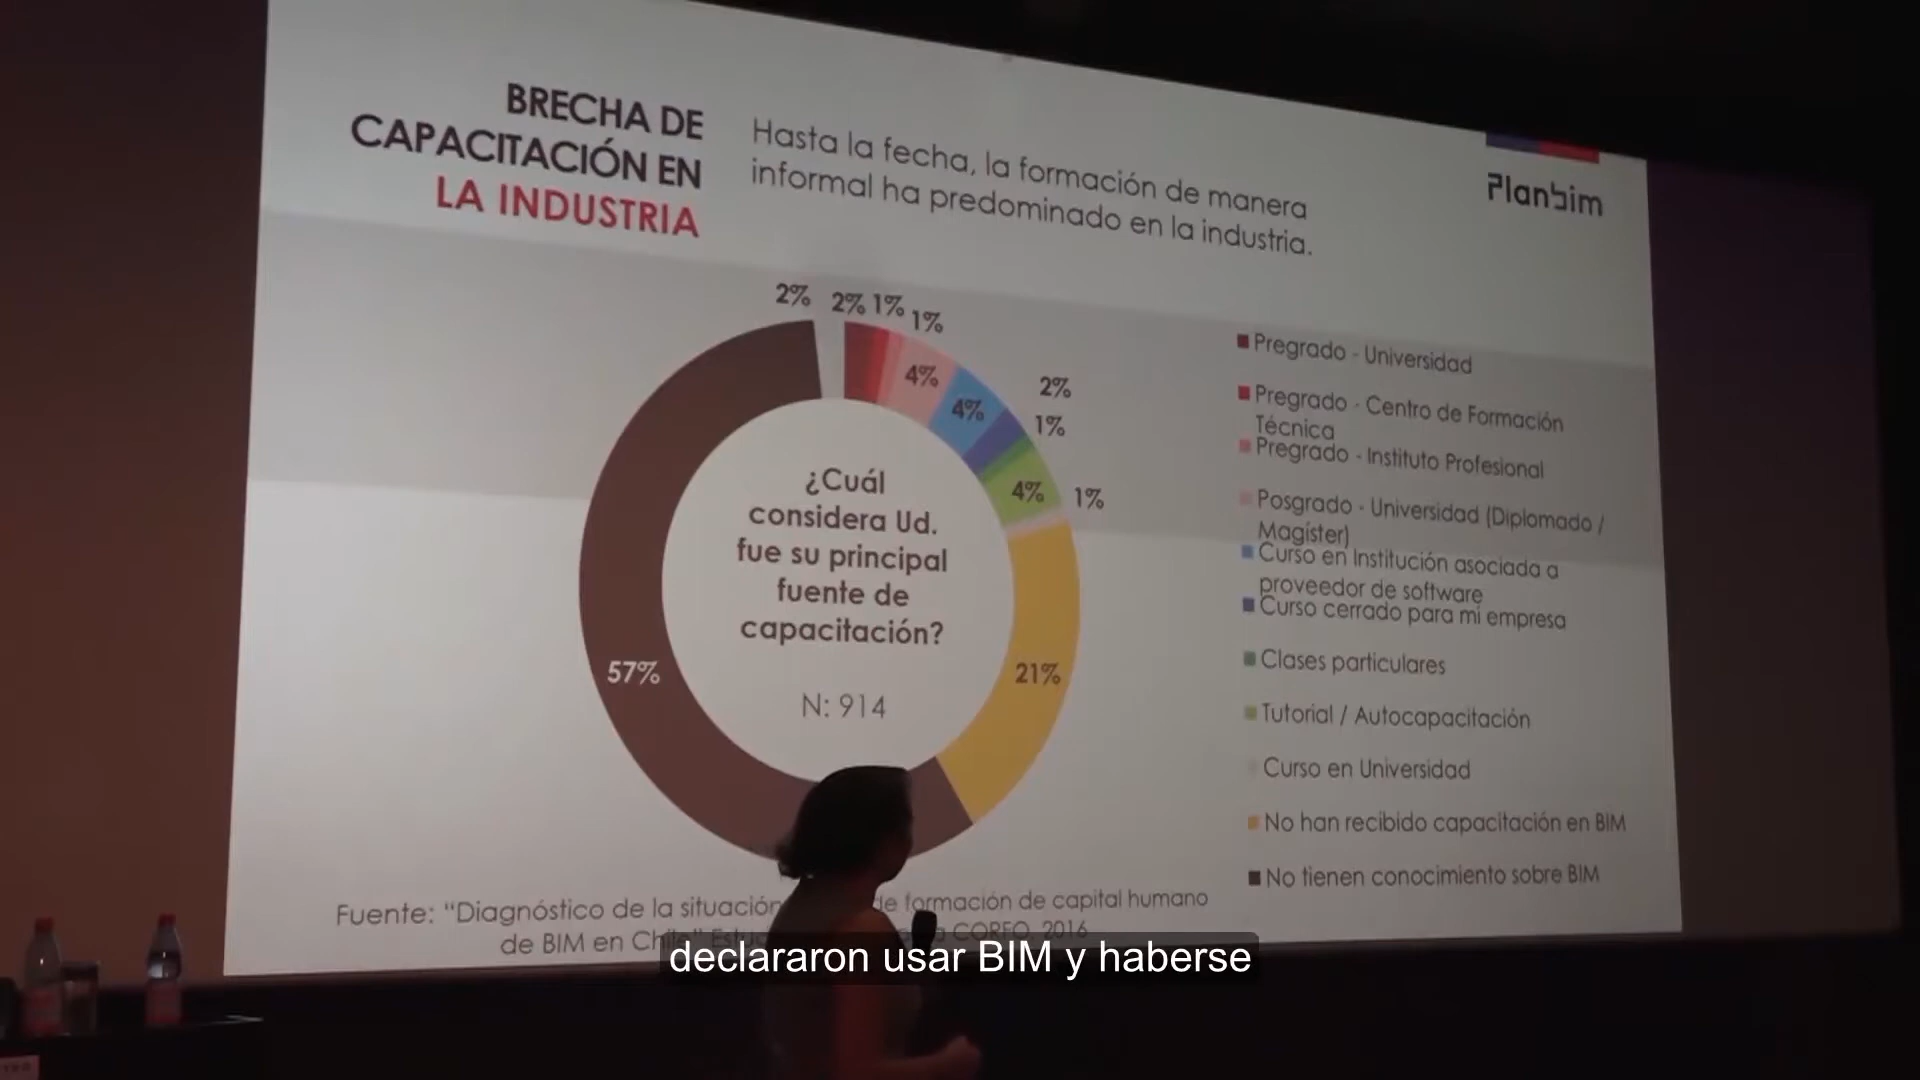 BRECHA DE
CAPACITACIÓN EN
LA INDUSTRIA
Hasta la fecha, la formación de manera
informal ha predominado en la industria.
Planbim
2%
2%
1%
1%
4%
4%
2%
1%
4%
1%
21%
57%
¿Cuál
considera Ud.
fue su principal
fuente de
capacitación?
N: 914
Pregrado - Universidad
Pregrado - Centro de Formación
Técnica
Pregrado - Instituto Profesional
Posgrado - Universidad (Diplomado /
Magíster)
Curso en Institución asociada a
proveedor de software
Curso cerrado para mi empresa
Clases particulares
Tutorial / Autocapacitación
Curso en Universidad
No han recibido capacitación en BIM
No tienen conocimiento sobre BIM
Fuente: “Diagnóstico de la situación de formación de capital humano
de BIM en Chile” CORFO, 2016
declararon usar BIM y haberse